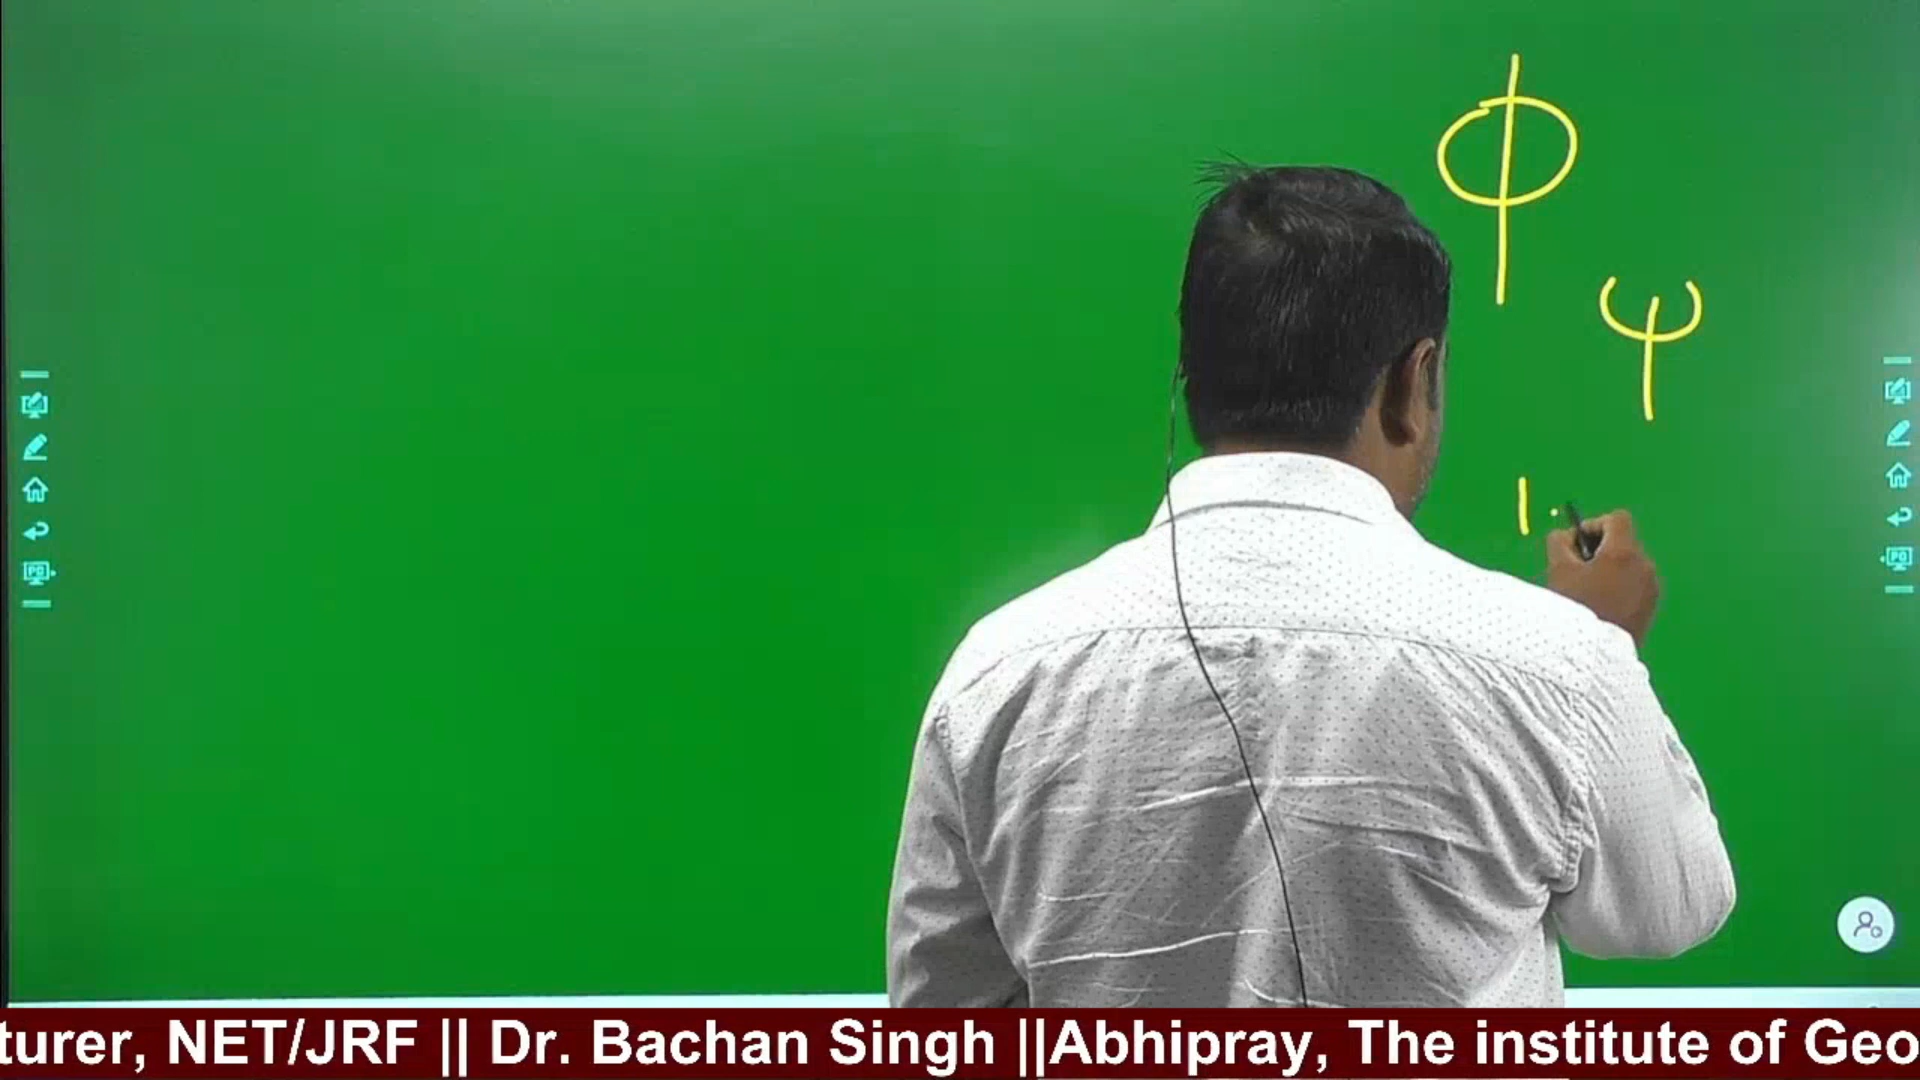 Φ
Ψ
1.
turer, NET/JRF || Dr. Bachan Singh ||Abhipray, The institute of Geo